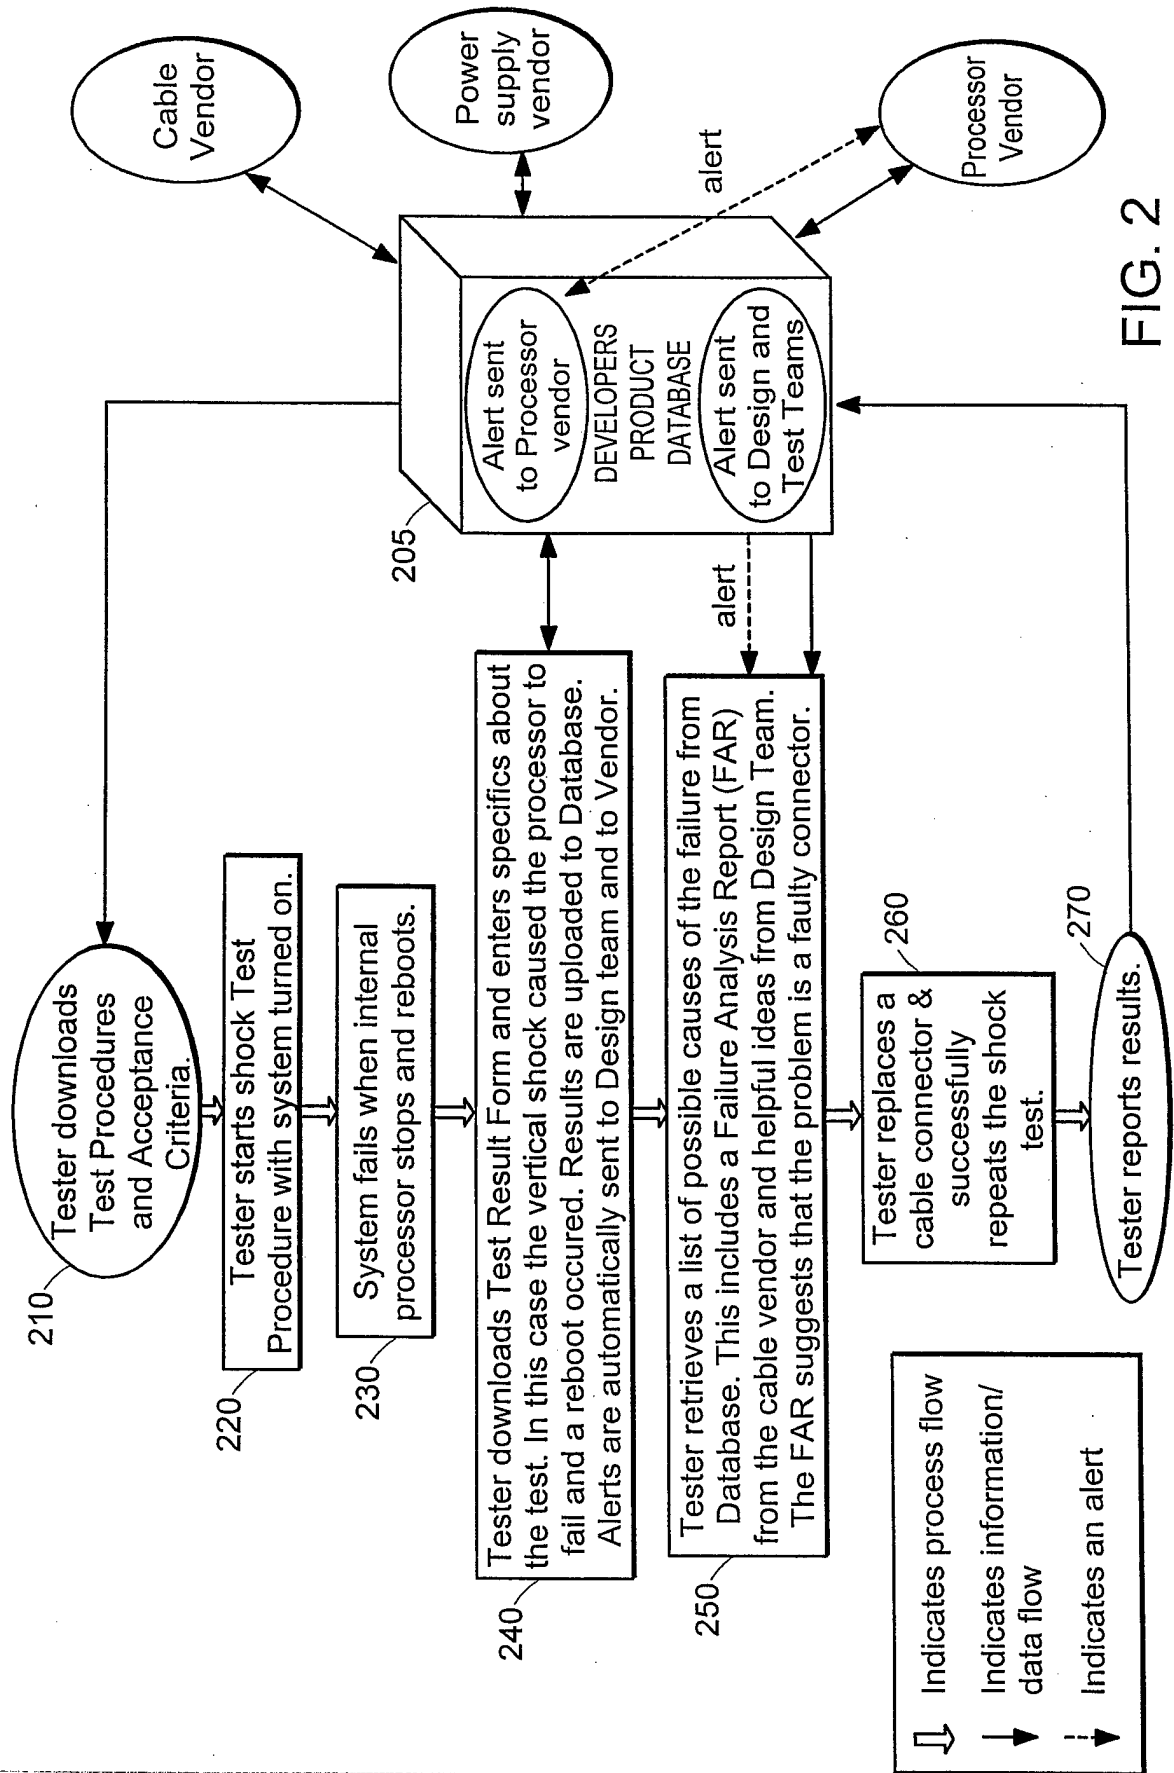 210
Tester downloads
Test Procedures
and Acceptance
Criteria.
220
Tester starts shock Test
Procedure with system turned on.
230
System fails when internal
processor stops and reboots.
240
Tester downloads Test Result Form and enters specifics about
the test. In this case the vertical shock caused the processor to
fail and a reboot occured. Results are uploaded to Database.
Alerts are automatically sent to Design team and to Vendor.
250
Tester retrieves a list of possible causes of the failure from
Database. This includes a Failure Analysis Report (FAR)
from the cable vendor and helpful ideas from Design Team.
The FAR suggests that the problem is a faulty connector.
260
Tester replaces a
cable connector &
successfully
repeats the shock
test.
270
Tester reports results.
205
Alert sent
to Processor
vendor
DEVELOPERS
PRODUCT
DATABASE
Alert sent
to Design and
Test Teams
alert
alert
Cable
Vendor
Power
supply
vendor
Processor
Vendor
Indicates process flow
Indicates information/
data flow
Indicates an alert
FIG. 2